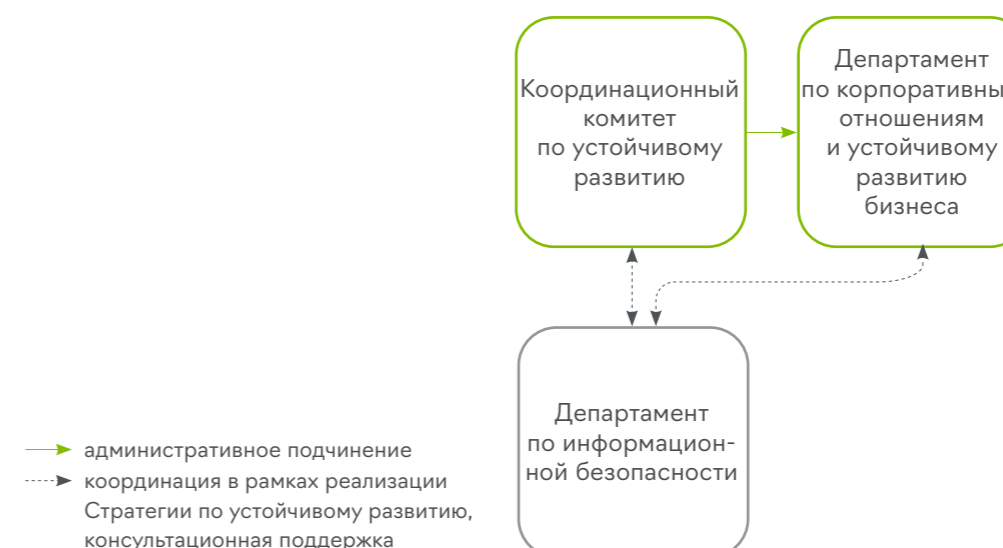 Координационный
комитет
по устойчивому
развитию
Департамент
по корпоративны
отношениям
и устойчивому
развитию
бизнеса
Департамент
по информацион-
ной безопасности
административное подчинение
координация в рамках реализации
Стратегии по устойчивому развитию,
консультационная поддержка